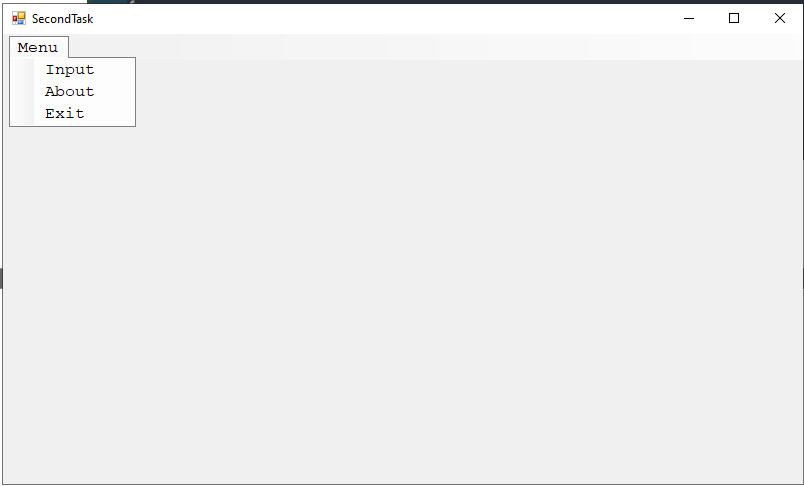 SecondTask
Menu
Input
About
Exit